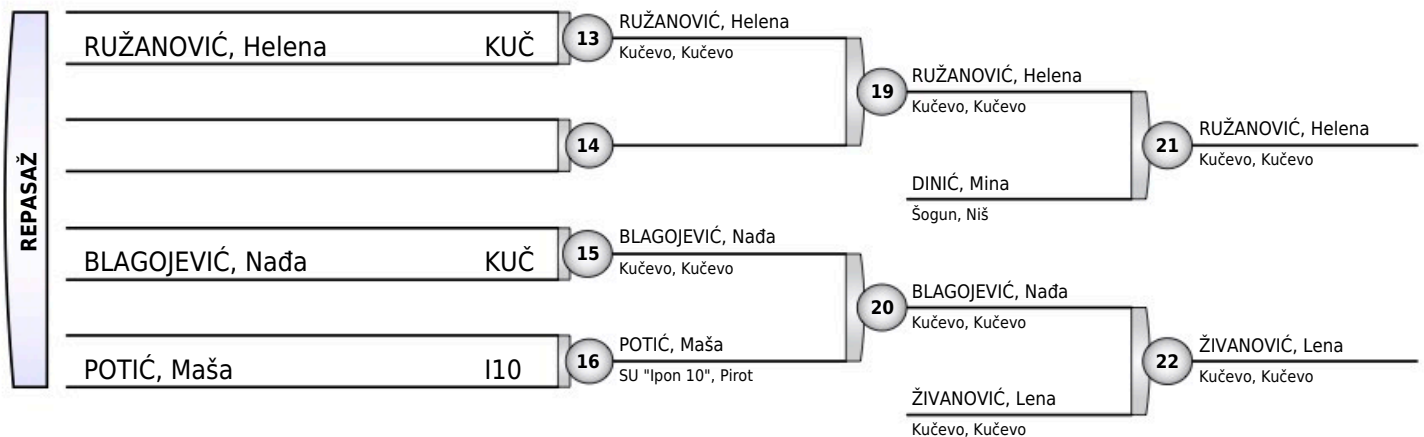 REPASAŽ
RUŽANOVIĆ, Helena KUČ
13
RUŽANOVIĆ, Helena
Kučevo, Kučevo
14
19
RUŽANOVIĆ, Helena
Kučevo, Kučevo
DINIĆ, Mina
Šogun, Niš
21
RUŽANOVIĆ, Helena
Kučevo, Kučevo
BLAGOJEVIĆ, Nađa KUČ
15
BLAGOJEVIĆ, Nađa
Kučevo, Kučevo
POTIĆ, Maša I10
16
POTIĆ, Maša
SU "Ipon 10", Pirot
20
BLAGOJEVIĆ, Nađa
Kučevo, Kučevo
ŽIVANOVIĆ, Lena
Kučevo, Kučevo
22
ŽIVANOVIĆ, Lena
Kučevo, Kučevo